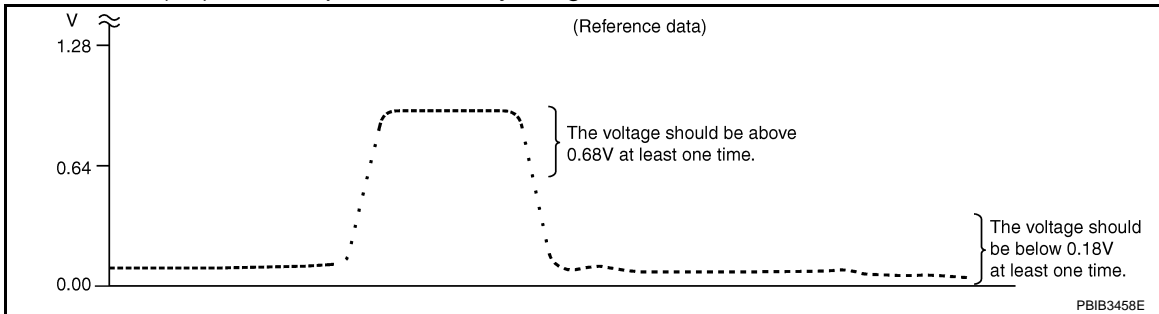 V
(Reference data)
1.28
The voltage should be above
0.68V at least one time.
0.64
The voltage should
be below 0.18V
at least one time.
0.00
PBIB3458E